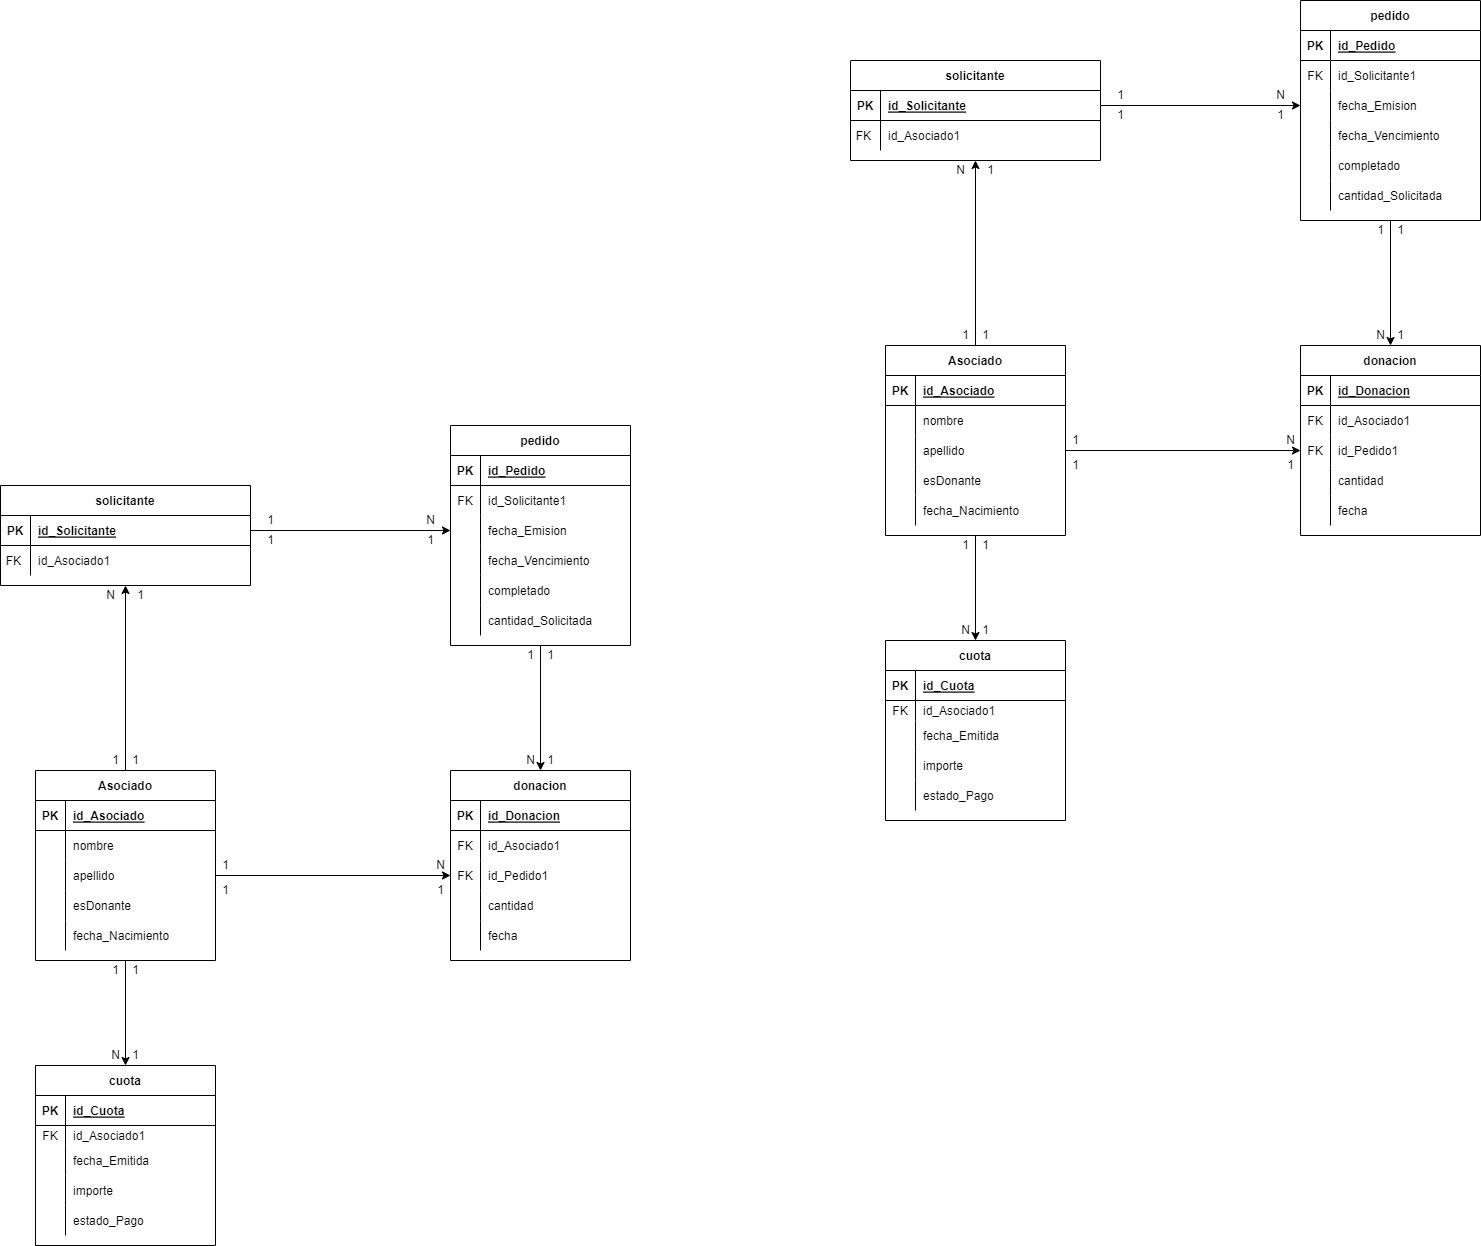 solicitante
PK id_Solicitante
FK id_Asociado1
1 N
1 1
pedido
PK id_Pedido
FK id_Solicitante1
fecha_Emision
fecha_Vencimiento
completado
cantidad_Solicitada
N 1
1 1
1 1
N 1
Asociado
PK id_Asociado
nombre
apellido
esDonante
fecha_Nacimiento
1 N
1 1
donacion
PK id_Donacion
FK id_Asociado1
FK id_Pedido1
cantidad
fecha
1 1
N 1
cuota
PK id_Cuota
FK id_Asociado1
fecha_Emitida
importe
estado_Pago
solicitante
PK id_Solicitante
FK id_Asociado1
1 N
1 1
pedido
PK id_Pedido
FK id_Solicitante1
fecha_Emision
fecha_Vencimiento
completado
cantidad_Solicitada
N 1
1 1
1 1
N 1
Asociado
PK id_Asociado
nombre
apellido
esDonante
fecha_Nacimiento
1 N
1 1
donacion
PK id_Donacion
FK id_Asociado1
FK id_Pedido1
cantidad
fecha
1 1
N 1
cuota
PK id_Cuota
FK id_Asociado1
fecha_Emitida
importe
estado_Pago